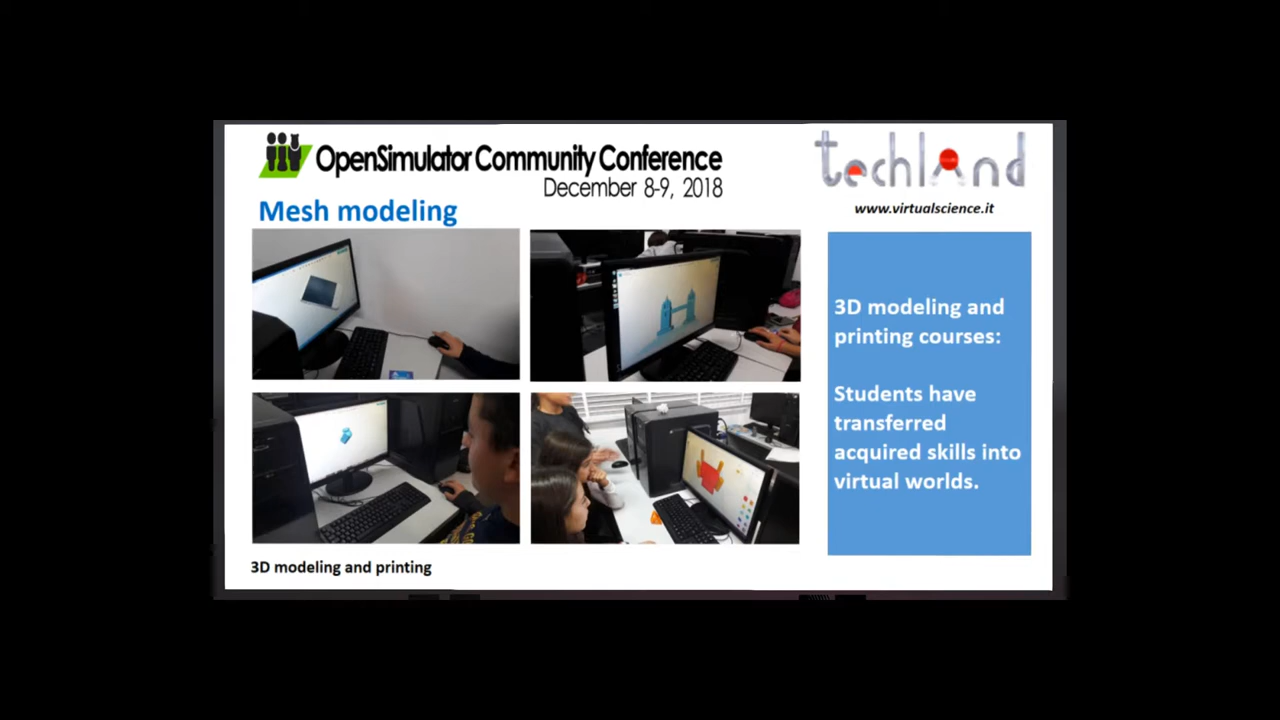 OpenSimulator Community Conference
December 8-9, 2018
techland
www.virtualscience.it
Mesh modeling
3D modeling and
printing courses:
Students have
transferred
acquired skills into
virtual worlds.
3D modeling and printing